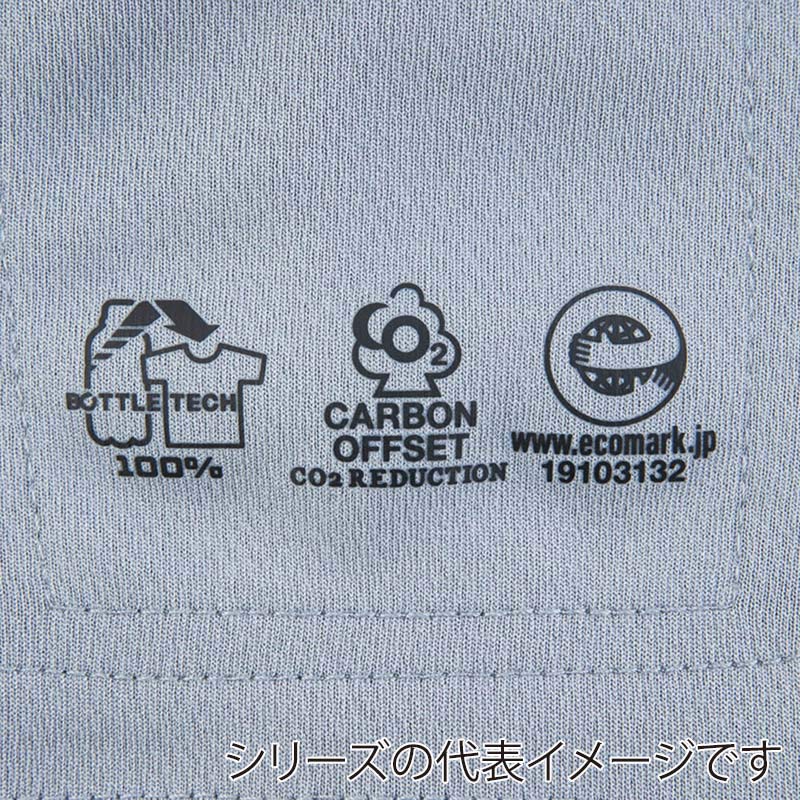 BOTTLE TECH
100%
CO2
CARBON
OFFSET
CO2 REDUCTION
www.ecomark.jp
19103132
シリーズの代表イメージです